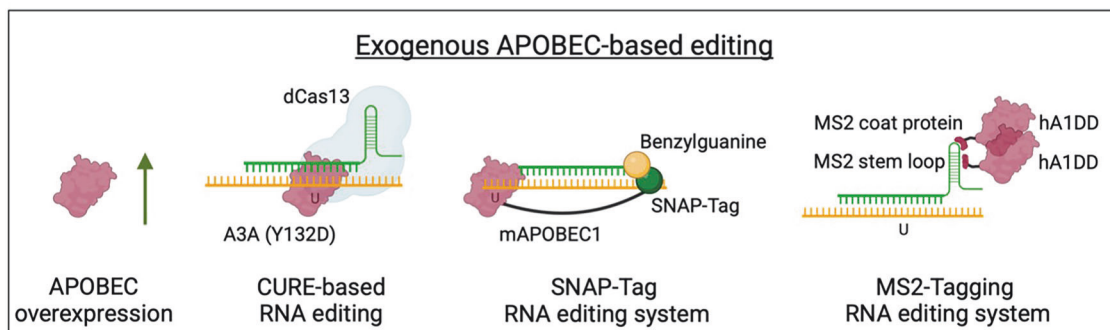 Exogenous APOBEC-based editing
dCas13
U
A3A (Y132D)
Benzylguanine
SNAP-Tag
U
mAPOBEC1
MS2 coat protein
hA1DD
MS2 stem loop
hA1DD
U
APOBEC
overexpression
CURE-based
RNA editing
SNAP-Tag
RNA editing system
MS2-Tagging
RNA editing system